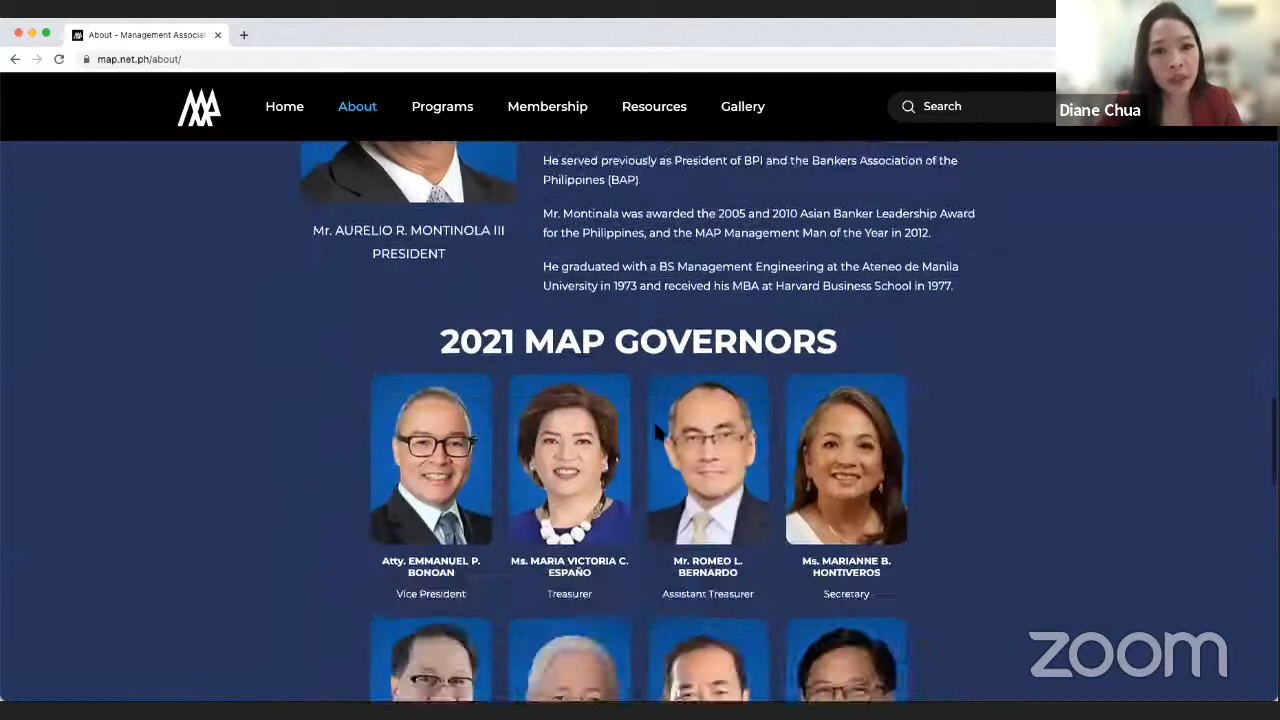 About - Management Associa
map.net.ph/about/
Home
About
Programs
Membership
Resources
Gallery
Search
Diane Chua
He served previously as President of BPI and the Bankers Association of the
Philippines (BAP).
Mr. Montinala was awarded the 2005 and 2010 Asian Banker Leadership Award
for the Philippines, and the MAP Management Man of the Year in 2012.
He graduated with a BS Management Engineering at the Ateneo de Manila
University in 1973 and received his MBA at Harvard Business School in 1977.
Mr. AURELIO R. MONTINOLA III
PRESIDENT
2021 MAP GOVERNORS
Atty. EMMANUEL P.
BONOAN
Vice President
Ms. MARIA VICTORIA C.
ESPAÑO
Treasurer
Mr. ROMEO L.
BERNARDO
Assistant Treasurer
Ms. MARIANNE B.
HONTIVEROS
Secretary
zoom